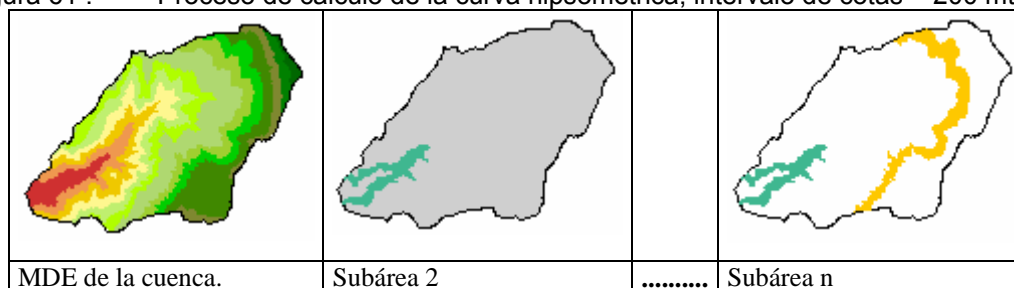 Proceso de cálculo de la curva hipsométrica, intervalo de cotas = 200
MDE de la cuenca. Subárea 2 .......... Subárea n